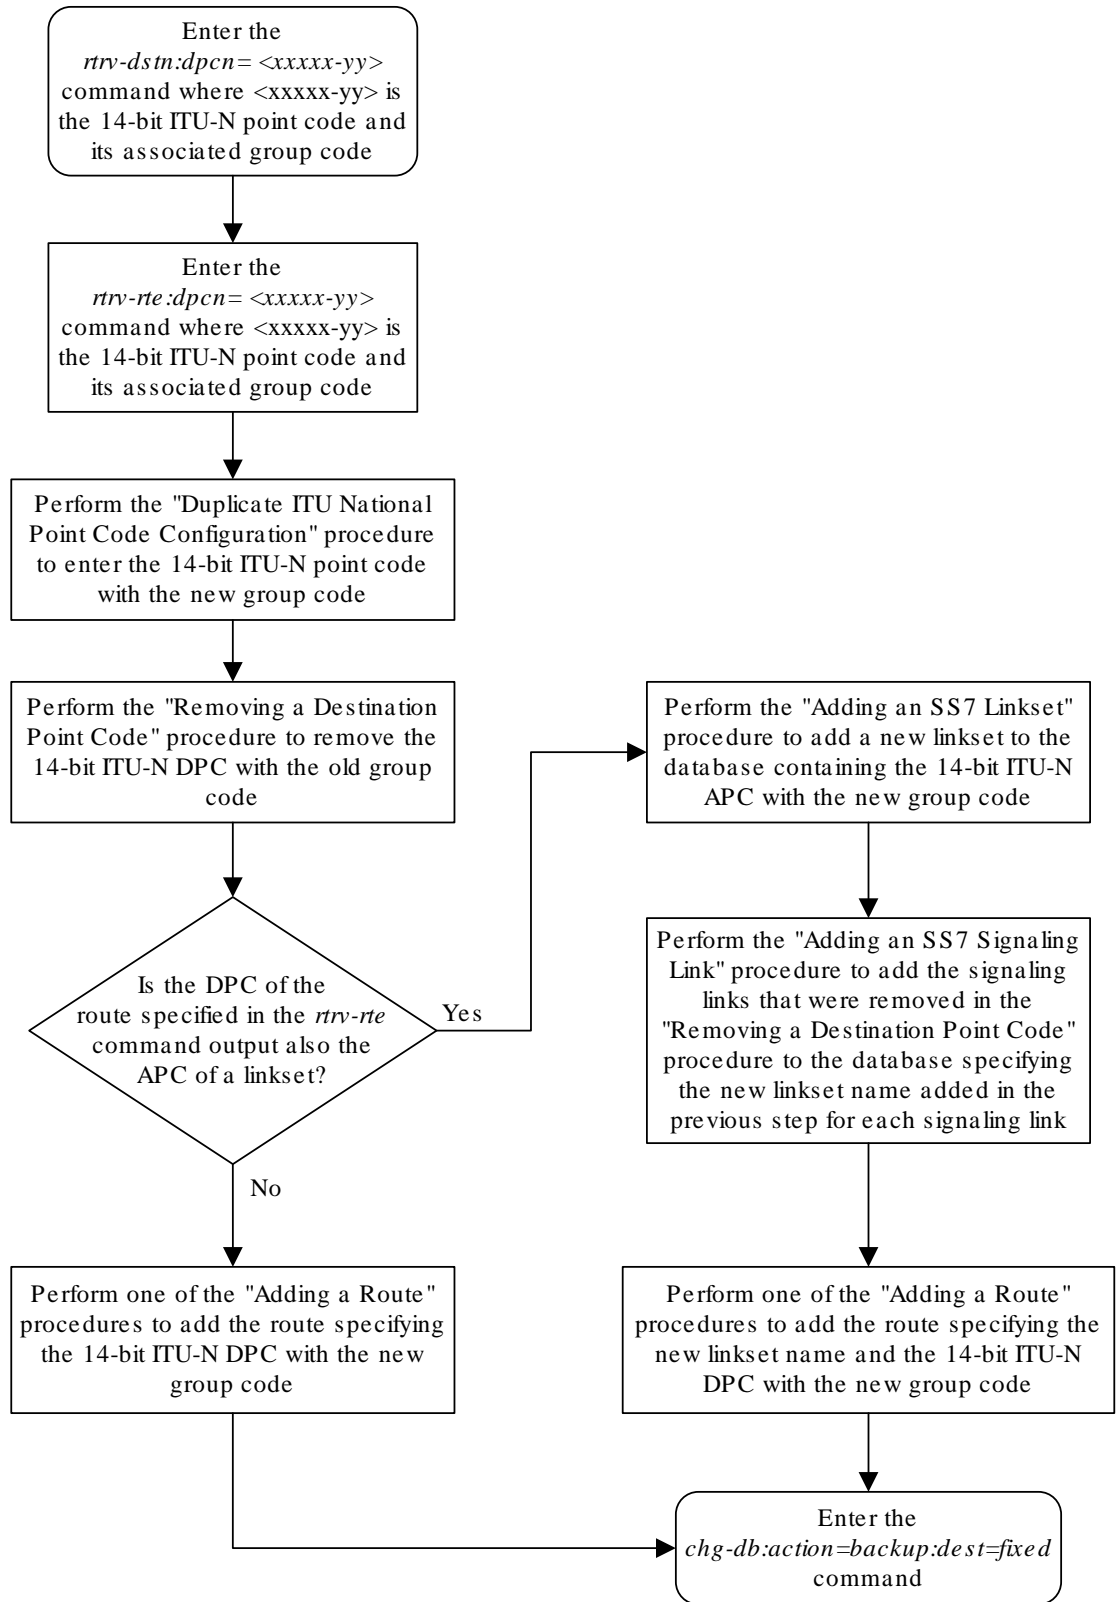 Enter the
rtrv-dstn:dpcn= <xxxxx-yy>
command where <xxxxx-yy> is
the 14-bit ITU-N point code and
its associated group code
Enter the
rtrv-rte:dpcn= <xxxxx-yy>
command where <xxxxx-yy> is
the 14-bit ITU-N point code and
its associated group code
Perform the "Duplicate ITU National
Point Code Configuration" procedure
to enter the 14-bit ITU-N point code
with the new group code
Perform the "Removing a Destination
Point Code" procedure to remove the
14-bit ITU-N DPC with the old group
code
Is the DPC of the
route specified in the rtrv-rte
command output also the
APC of a linkset?
Yes
No
Perform the "Adding an SS7 Linkset"
procedure to add a new linkset to the
database containing the 14-bit ITU-N
APC with the new group code
Perform the "Adding an SS7 Signaling
Link" procedure to add the signaling
links that were removed in the
"Removing a Destination Point Code"
procedure to the database specifying
the new linkset name added in the
previous step for each signaling link
Perform one of the "Adding a Route"
procedures to add the route specifying
the 14-bit ITU-N DPC with the new
group code
Perform one of the "Adding a Route"
procedures to add the route specifying the
new linkset name and the 14-bit ITU-N
DPC with the new group code
Enter the
chg-db:action=backup:dest=fixed
command